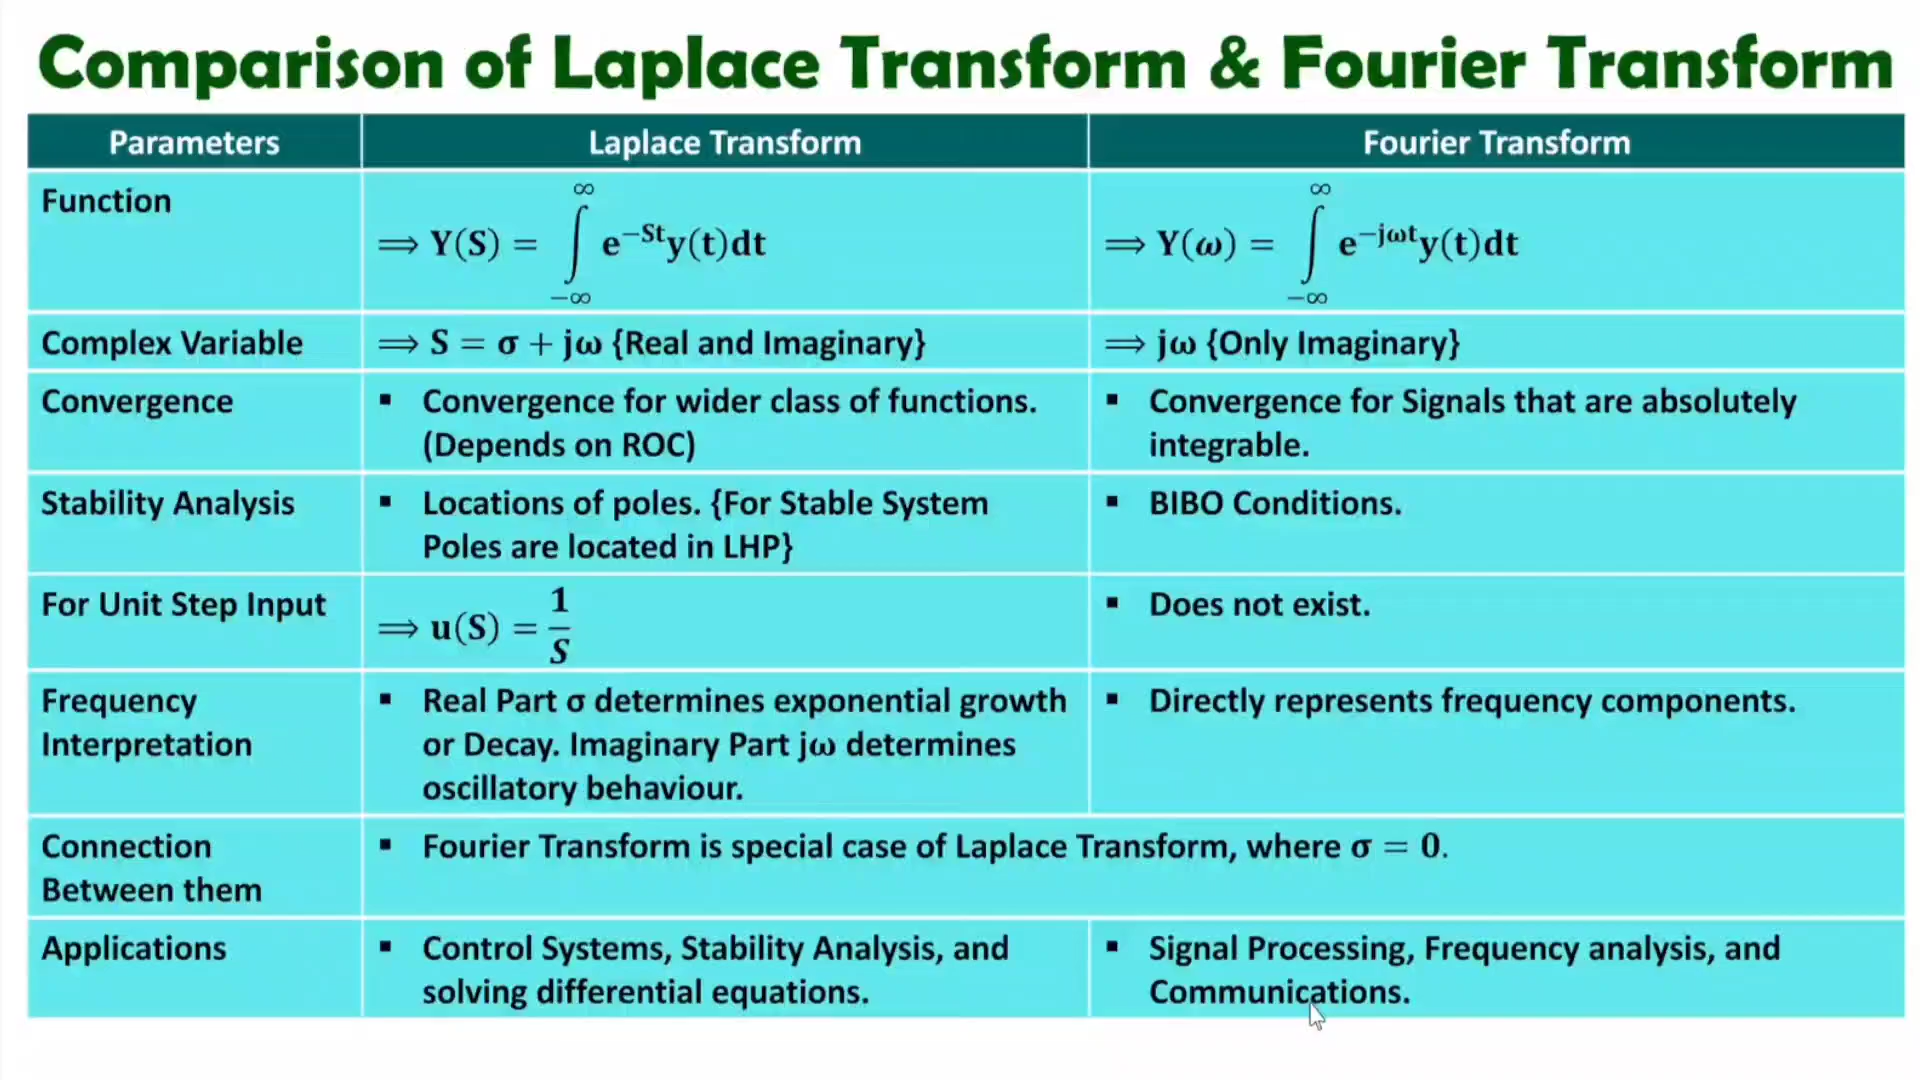 Comparison of Laplace Transform & Fourier Transform
Parameters
Laplace Transform
Fourier Transform
Function
⟹ Y(S) = ∫_{−∞}^{∞} e^{−St}y(t)dt
⟹ Y(ω) = ∫_{−∞}^{∞} e^{−jωt}y(t)dt
Complex Variable
⟹ S = σ + jω {Real and Imaginary}
⟹ jω {Only Imaginary}
Convergence
▪ Convergence for wider class of functions.
(Depends on ROC)
▪ Convergence for Signals that are absolutely
integrable.
Stability Analysis
▪ Locations of poles. {For Stable System
Poles are located in LHP}
▪ BIBO Conditions.
For Unit Step Input
⟹ u(S) = 1/S
▪ Does not exist.
Frequency
Interpretation
▪ Real Part σ determines exponential growth
or Decay. Imaginary Part jω determines
oscillatory behaviour.
▪ Directly represents frequency components.
Connection
Between them
▪ Fourier Transform is special case of Laplace Transform, where σ = 0.
Applications
▪ Control Systems, Stability Analysis, and
solving differential equations.
▪ Signal Processing, Frequency analysis, and
Communications.